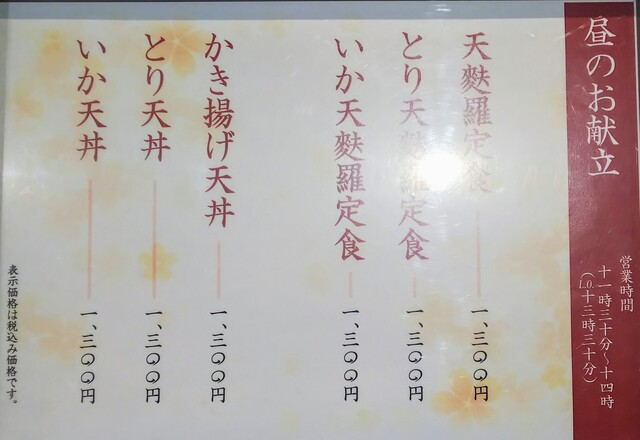 昼のお献立
営業時間
十一時三十分~十四時
(L.O.十三時三十分)
天麩羅定食 一、三〇〇円
とり天麩羅定食 一、三〇〇円
いか天麩羅定食 一、三〇〇円
かき揚げ天丼 一、三〇〇円
とり天丼 一、三〇〇円
いか天丼 一、三〇〇円
表示価格は税込み価格です。